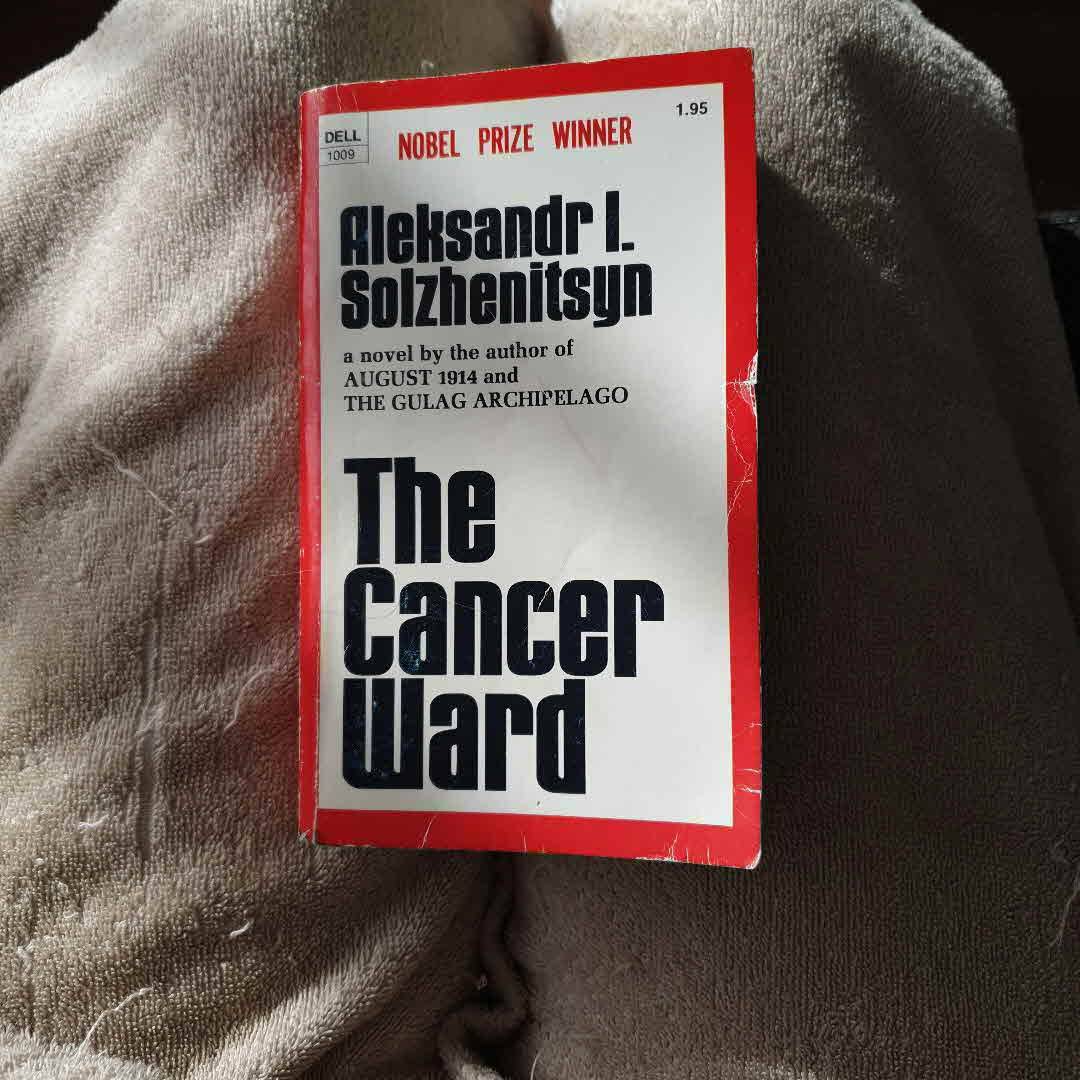 DELL
1009
NOBEL PRIZE WINNER
1.95
Aleksandr I.
Solzhenitsyn
a novel by the author of
AUGUST 1914 and
THE GULAG ARCHIPELAGO
The
Cancer
Ward